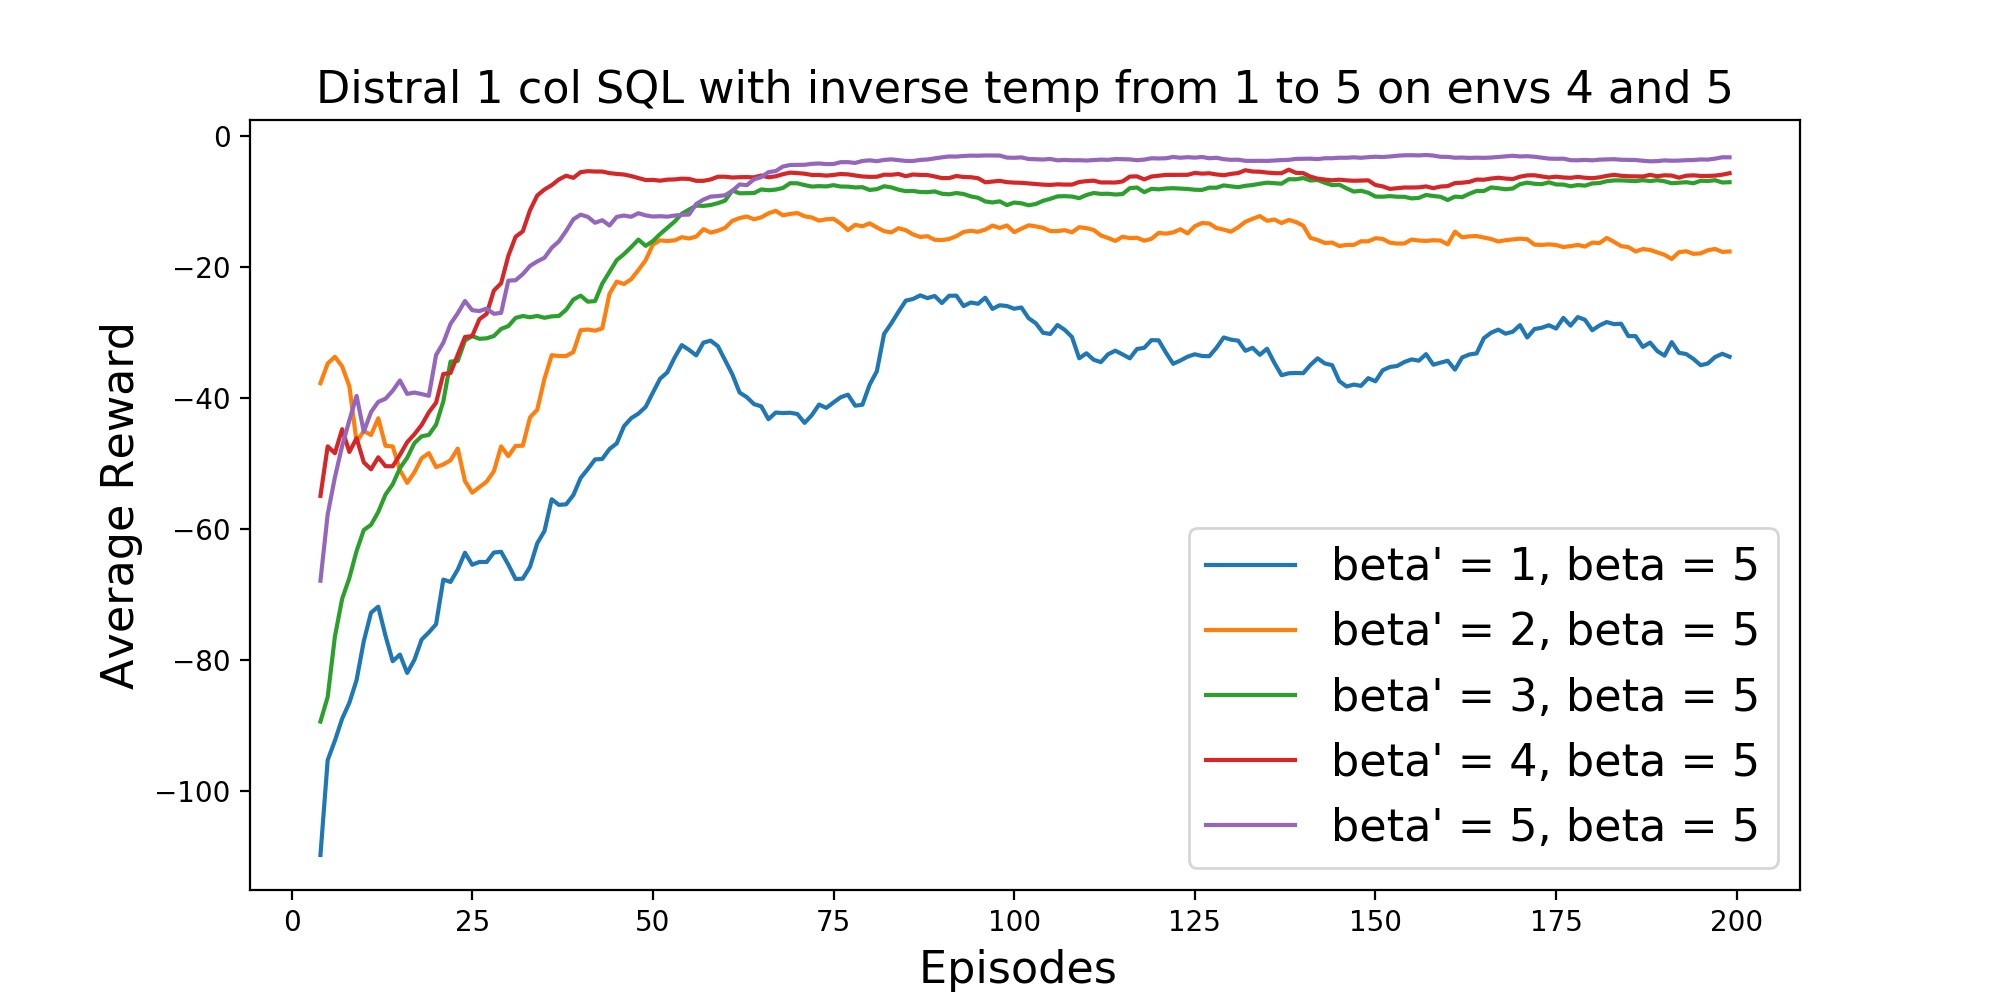 Distral 1 col SQL with inverse temp from 1 to 5 on envs 4 and 5
Average Reward
0
−20
−40
−60
−80
−100
beta' = 1, beta = 5
beta' = 2, beta = 5
beta' = 3, beta = 5
beta' = 4, beta = 5
beta' = 5, beta = 5
0 25 50 75 100 125 150 175 200
Episodes